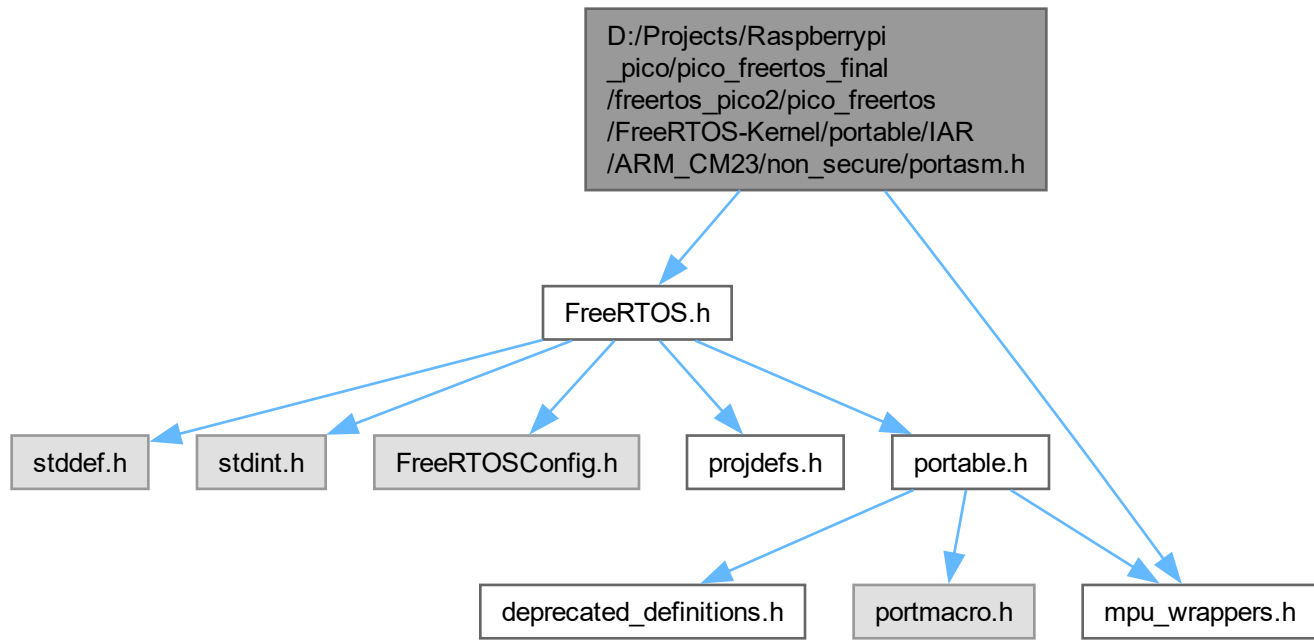 D:/Projects/Raspberrypi
_pico/pico_freertos_final
/freertos_pico2/pico_freertos
/FreeRTOS-Kernel/portable/IAR
/ARM_CM23/non_secure/portasm.h
FreeRTOS.h
stddef.h
stdint.h
FreeRTOSConfig.h
projdefs.h
portable.h
deprecated_definitions.h
portmacro.h
mpu_wrappers.h